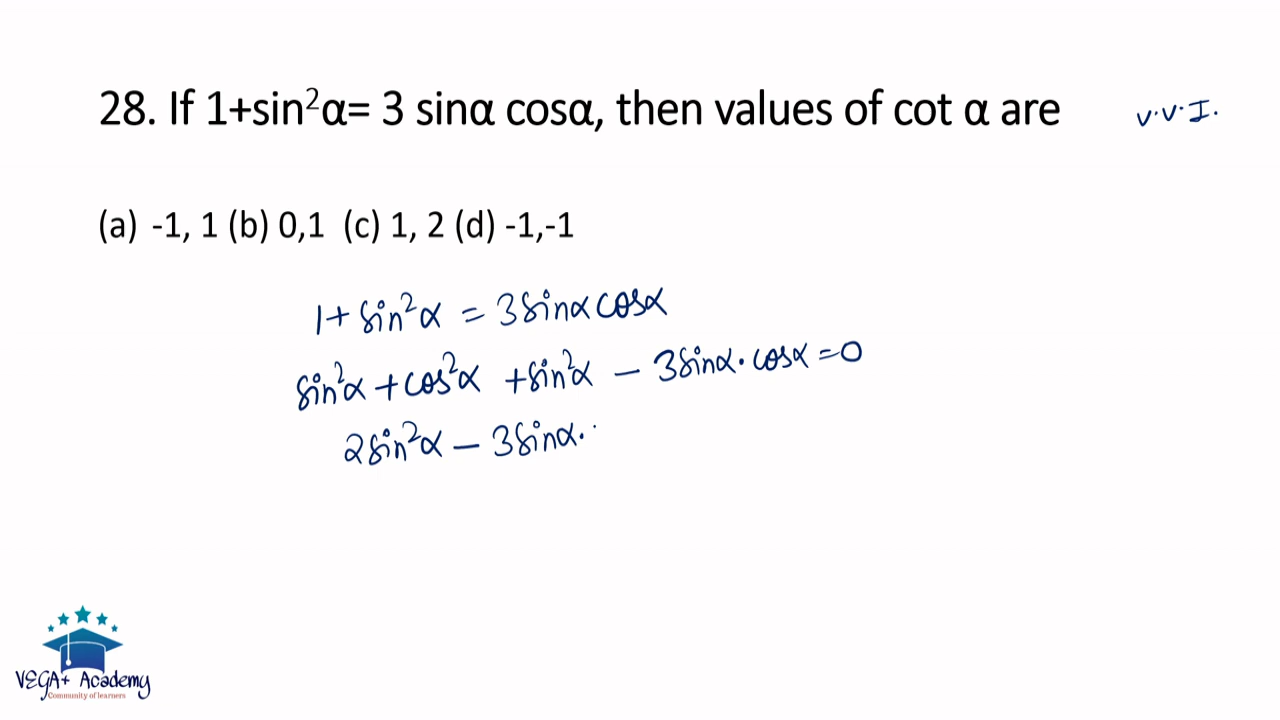 28. If 1+sin²α= 3 sinα cosα, then values of cot α are
v.v.I.
(a) -1, 1 (b) 0,1 (c) 1, 2 (d) -1,-1
1+ sin²α = 3sinα cosα
sin²α + cos²α + sin²α – 3sinα·cosα = 0
2sin²α – 3sinα.·
VEGA+ Academy
Community of learners